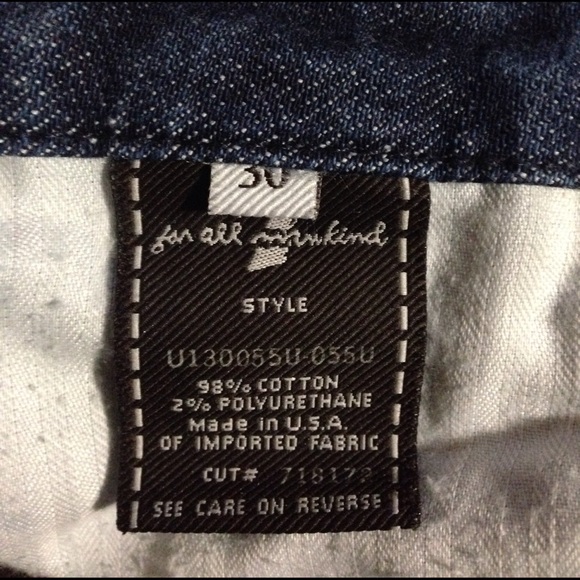 30
for all mankind
7
STYLE
U130055U-055U
98% COTTON
2% POLYURETHANE
Made in U.S.A.
OF IMPORTED FABRIC
CUT# 718172
SEE CARE ON REVERSE